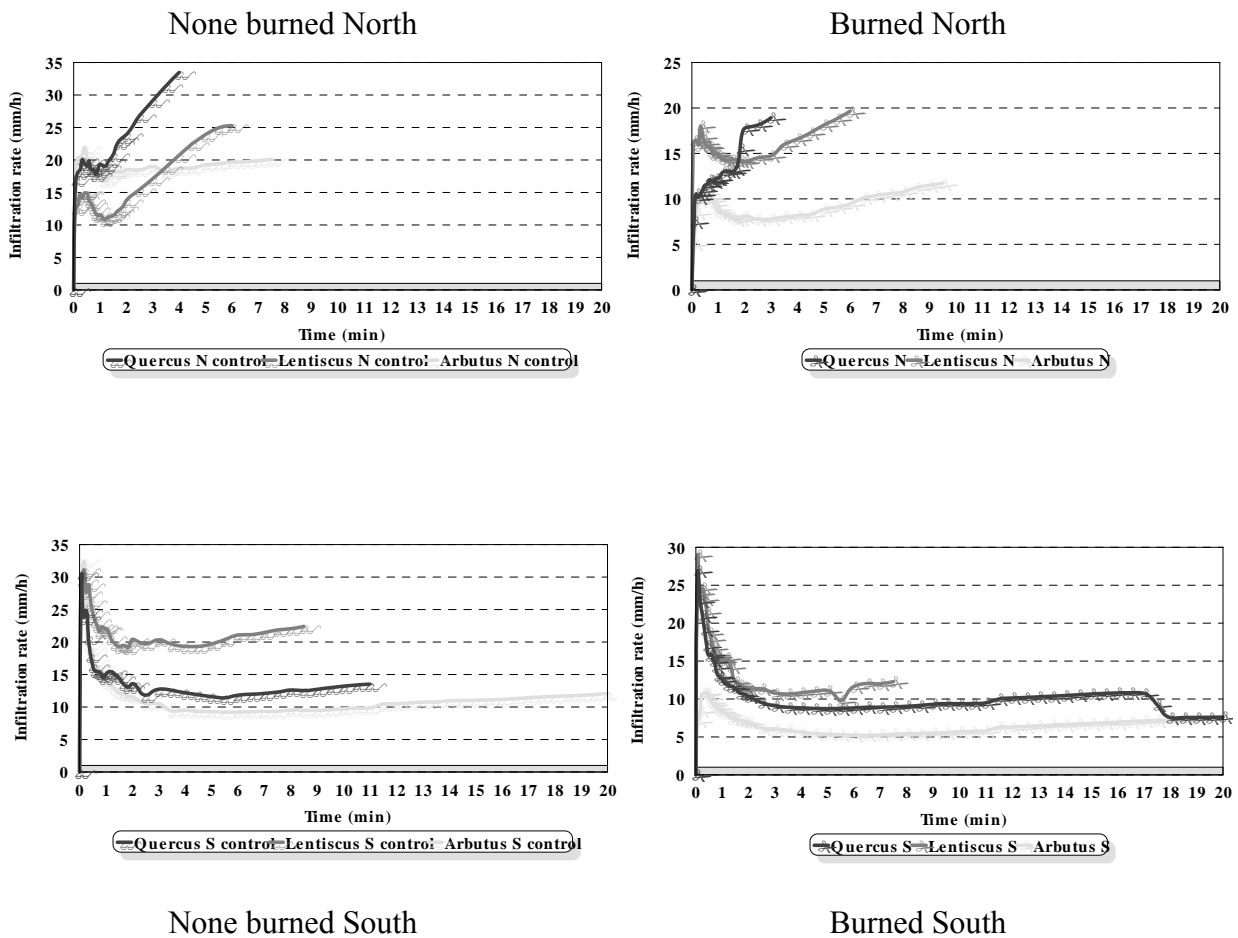 None burned North
Burned North
Infiltration rate (mm/h)
35
30
25
20
15
10
5
0
0 1 2 3 4 5 6 7 8 9 10 11 12 13 14 15 16 17 18 19 20
Time (min)
Quercus N control Lentiscus N control Arbutus N control
Infiltration rate (mm/h)
25
20
15
10
5
0
0 1 2 3 4 5 6 7 8 9 10 11 12 13 14 15 16 17 18 19 20
Time (min)
Quercus N Lentiscus N Arbutus N
Infiltration rate (mm/h)
35
30
25
20
15
10
5
0
0 1 2 3 4 5 6 7 8 9 10 11 12 13 14 15 16 17 18 19 20
Time (min)
Quercus S control Lentiscus S control Arbutus S control
Infiltration rate (mm/h)
30
25
20
15
10
5
0
0 1 2 3 4 5 6 7 8 9 10 11 12 13 14 15 16 17 18 19 20
Time (min)
Quercus S Lentiscus S Arbutus S
None burned South
Burned South